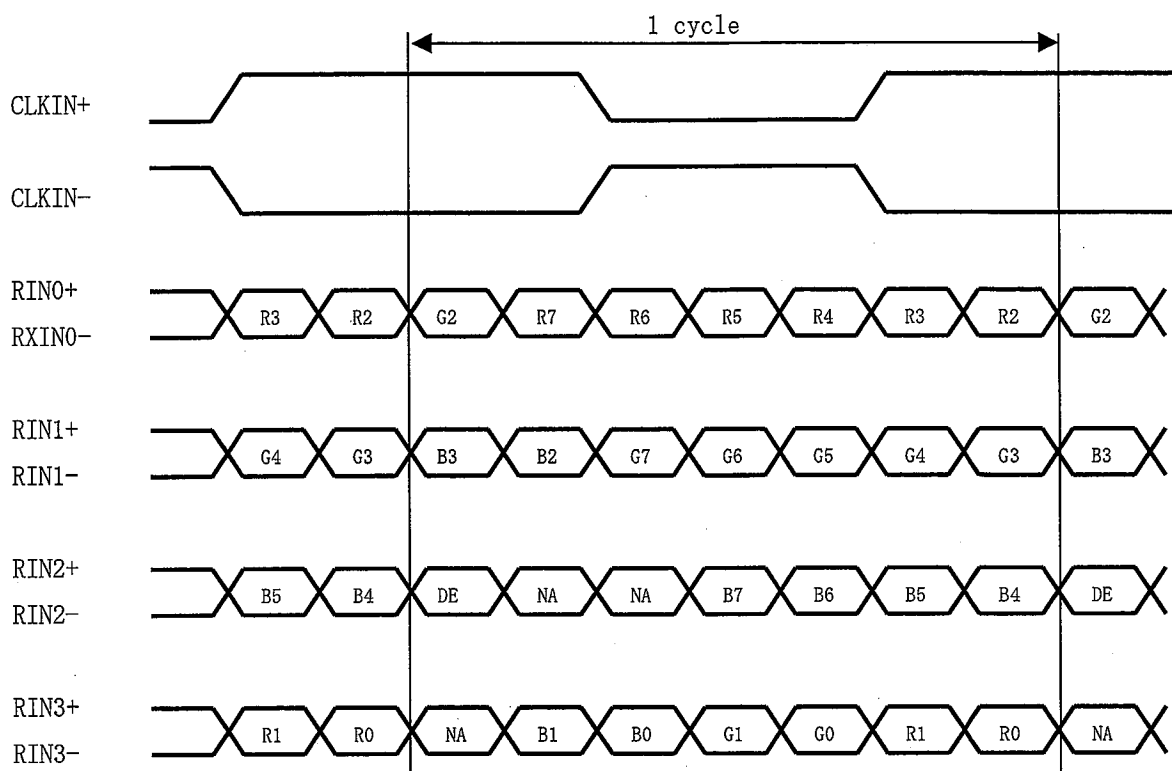 1 cycle
CLKIN+
CLKIN-
RIN0+
R3 R2 G2 R7 R6 R5 R4 R3 R2 G2
RXIN0-
RIN1+
G4 G3 B3 B2 G7 G6 G5 G4 G3 B3
RIN1-
RIN2+
B5 B4 DE NA NA B7 B6 B5 B4 DE
RIN2-
RIN3+
R1 R0 NA B1 B0 G1 G0 R1 R0 NA
RIN3-